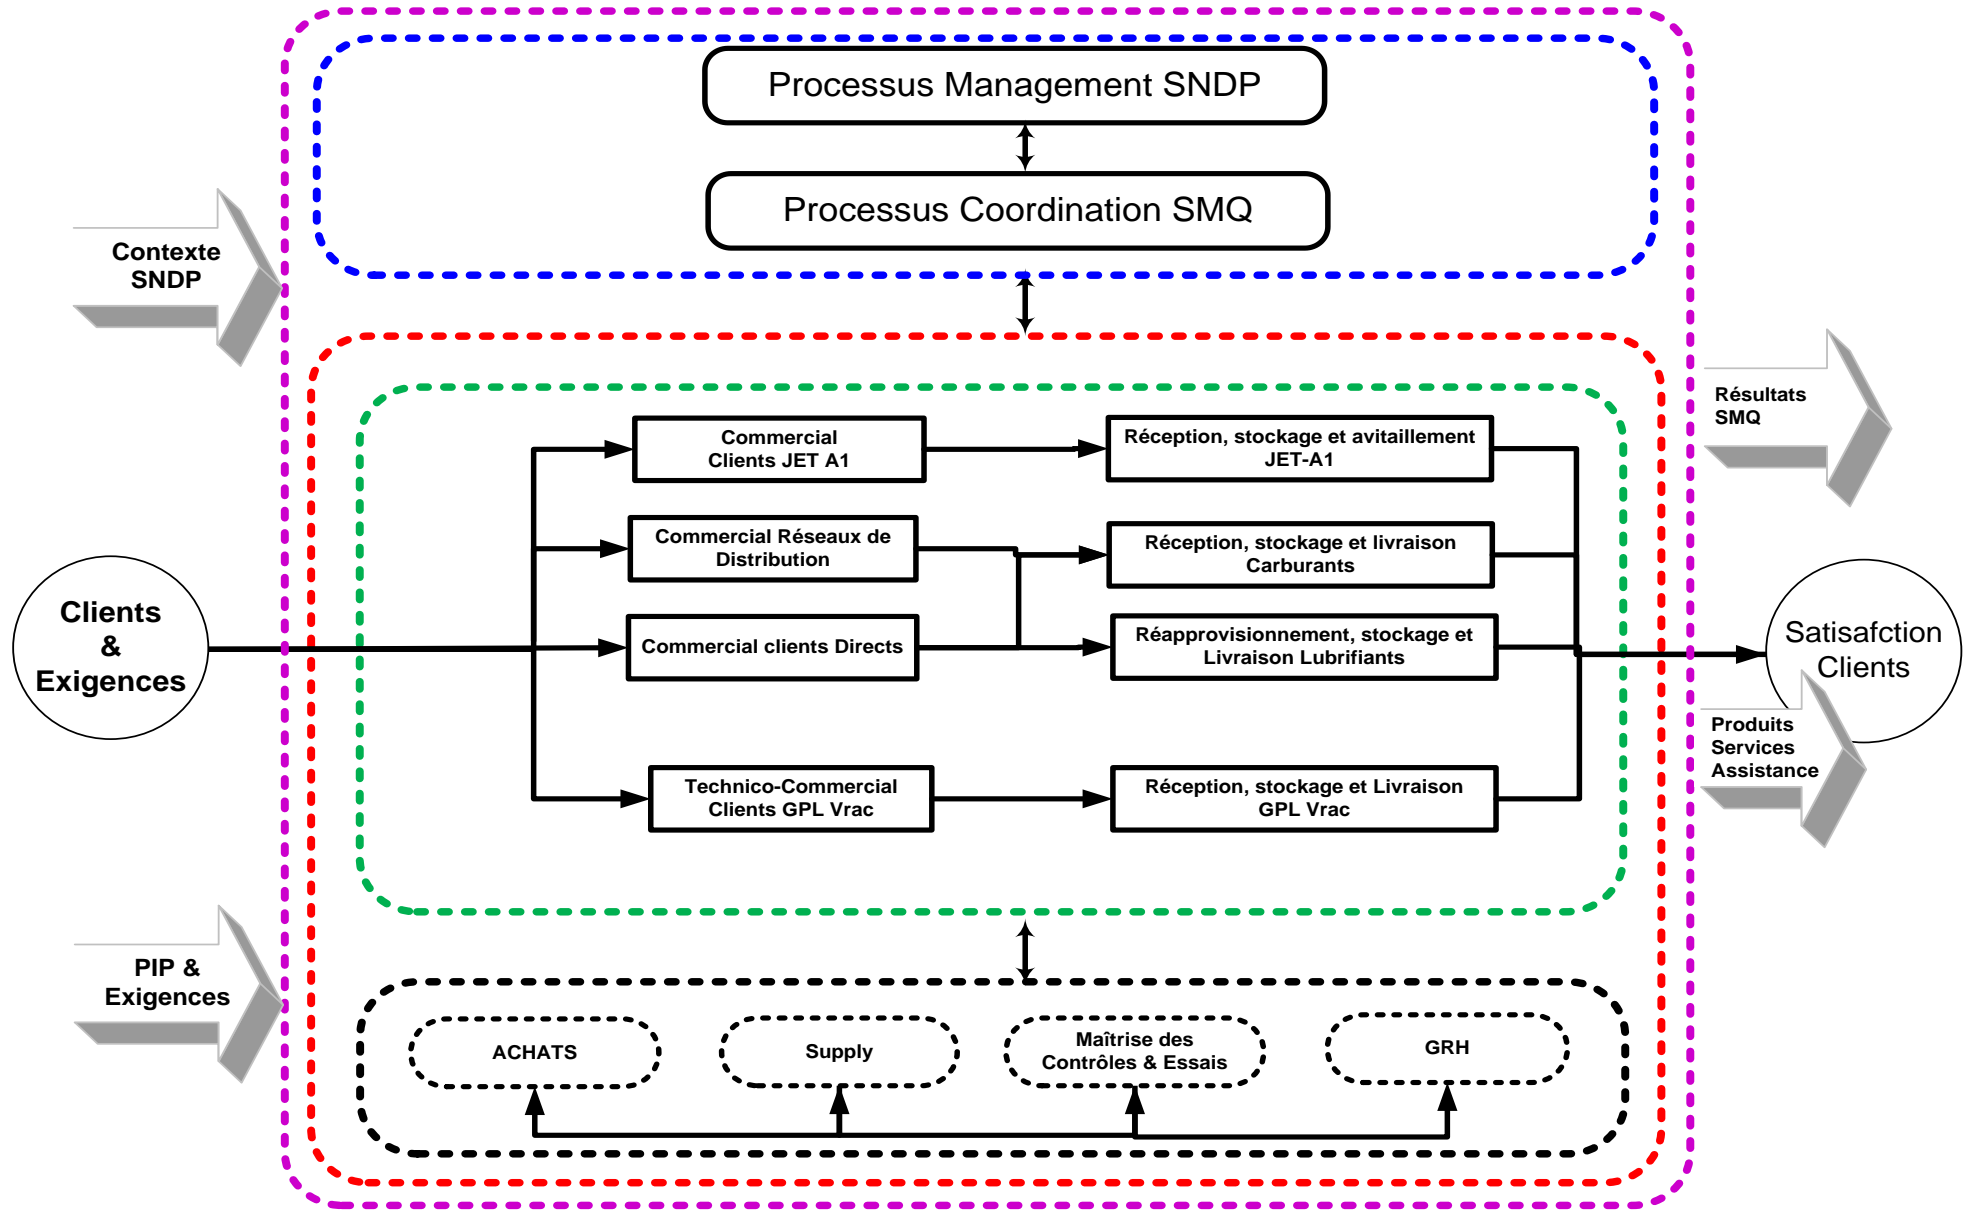 Processus Management SNDP
Processus Coordination SMQ
Contexte
SNDP
Résultats
SMQ
Commercial
Clients JET A1
Réception, stockage et avitaillement
JET-A1
Commercial Réseaux de
Distribution
Réception, stockage et livraison
Carburants
Clients
&
Exigences
Commercial clients Directs
Réapprovisionnement, stockage et
Livraison Lubrifiants
Satisafction
Clients
Technico-Commercial
Clients GPL Vrac
Réception, stockage et Livraison
GPL Vrac
Produits
Services
Assistance
PIP &
Exigences
ACHATS
Supply
Maîtrise des
Contrôles & Essais
GRH